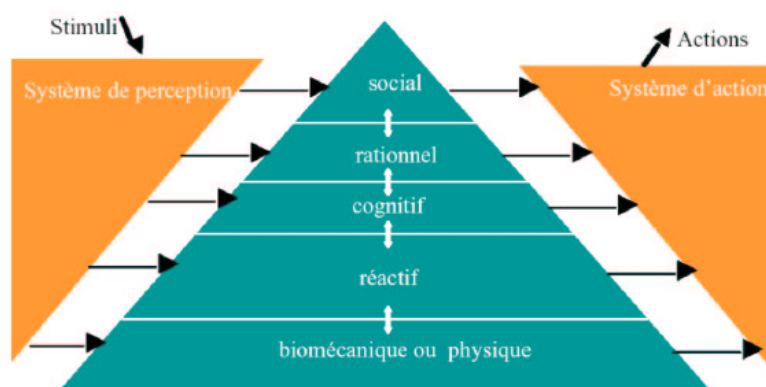 Stimuli
Actions
Système de perception
social
Système d'action
rationnel
cognitif
réactif
biomécanique ou physique